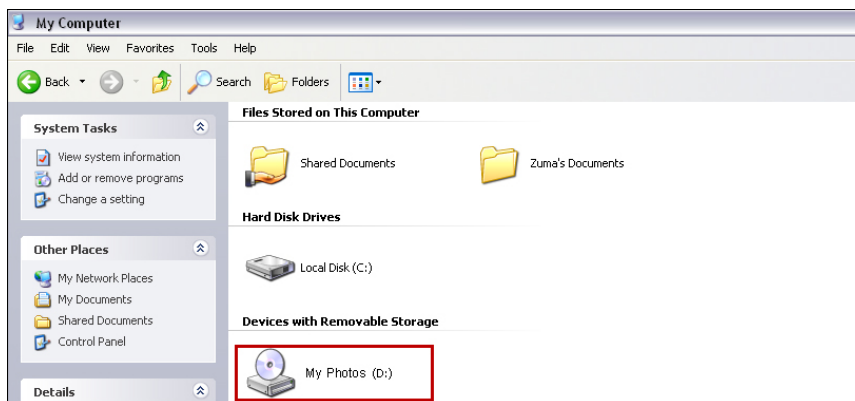 My Computer
File Edit View Favorites Tools Help
Back Search Folders
System Tasks
View system information
Add or remove programs
Change a setting
Other Places
My Network Places
My Documents
Shared Documents
Control Panel
Details
Files Stored on This Computer
Shared Documents Zuma's Documents
Hard Disk Drives
Local Disk (C:)
Devices with Removable Storage
My Photos (D:)